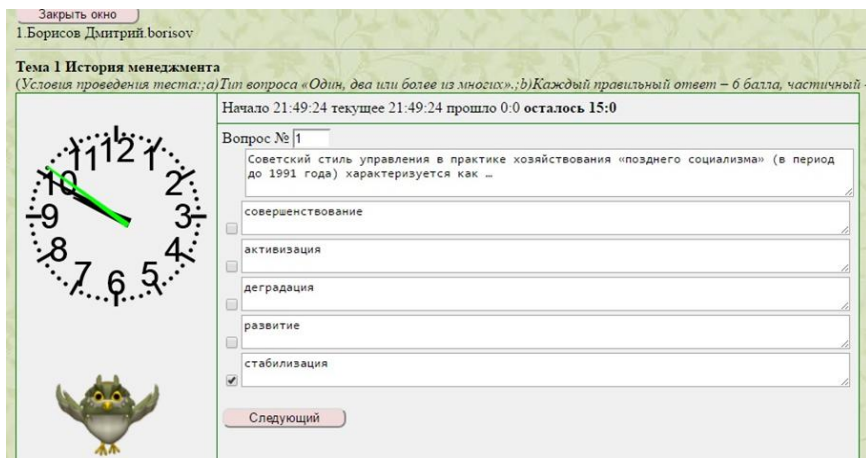 Закрыть окно
1.Борисов Дмитрий.borisov
Тема 1 История менеджмента
(Условия проведения теста:;a)Тип вопроса «Один, два или более из многих».;b)Каждый правильный ответ – 6 балла, частичный
Начало 21:49:24 текущее 21:49:24 прошло 0:0 осталось 15:0
Вопрос № 1
Советский стиль управления в практике хозяйствования «позднего социализма» (в период
до 1991 года) характеризуется как …
совершенствование
активизация
деградация
развитие
стабилизация
Следующий
12
1
2
3
4
5
6
7
8
9
10
11